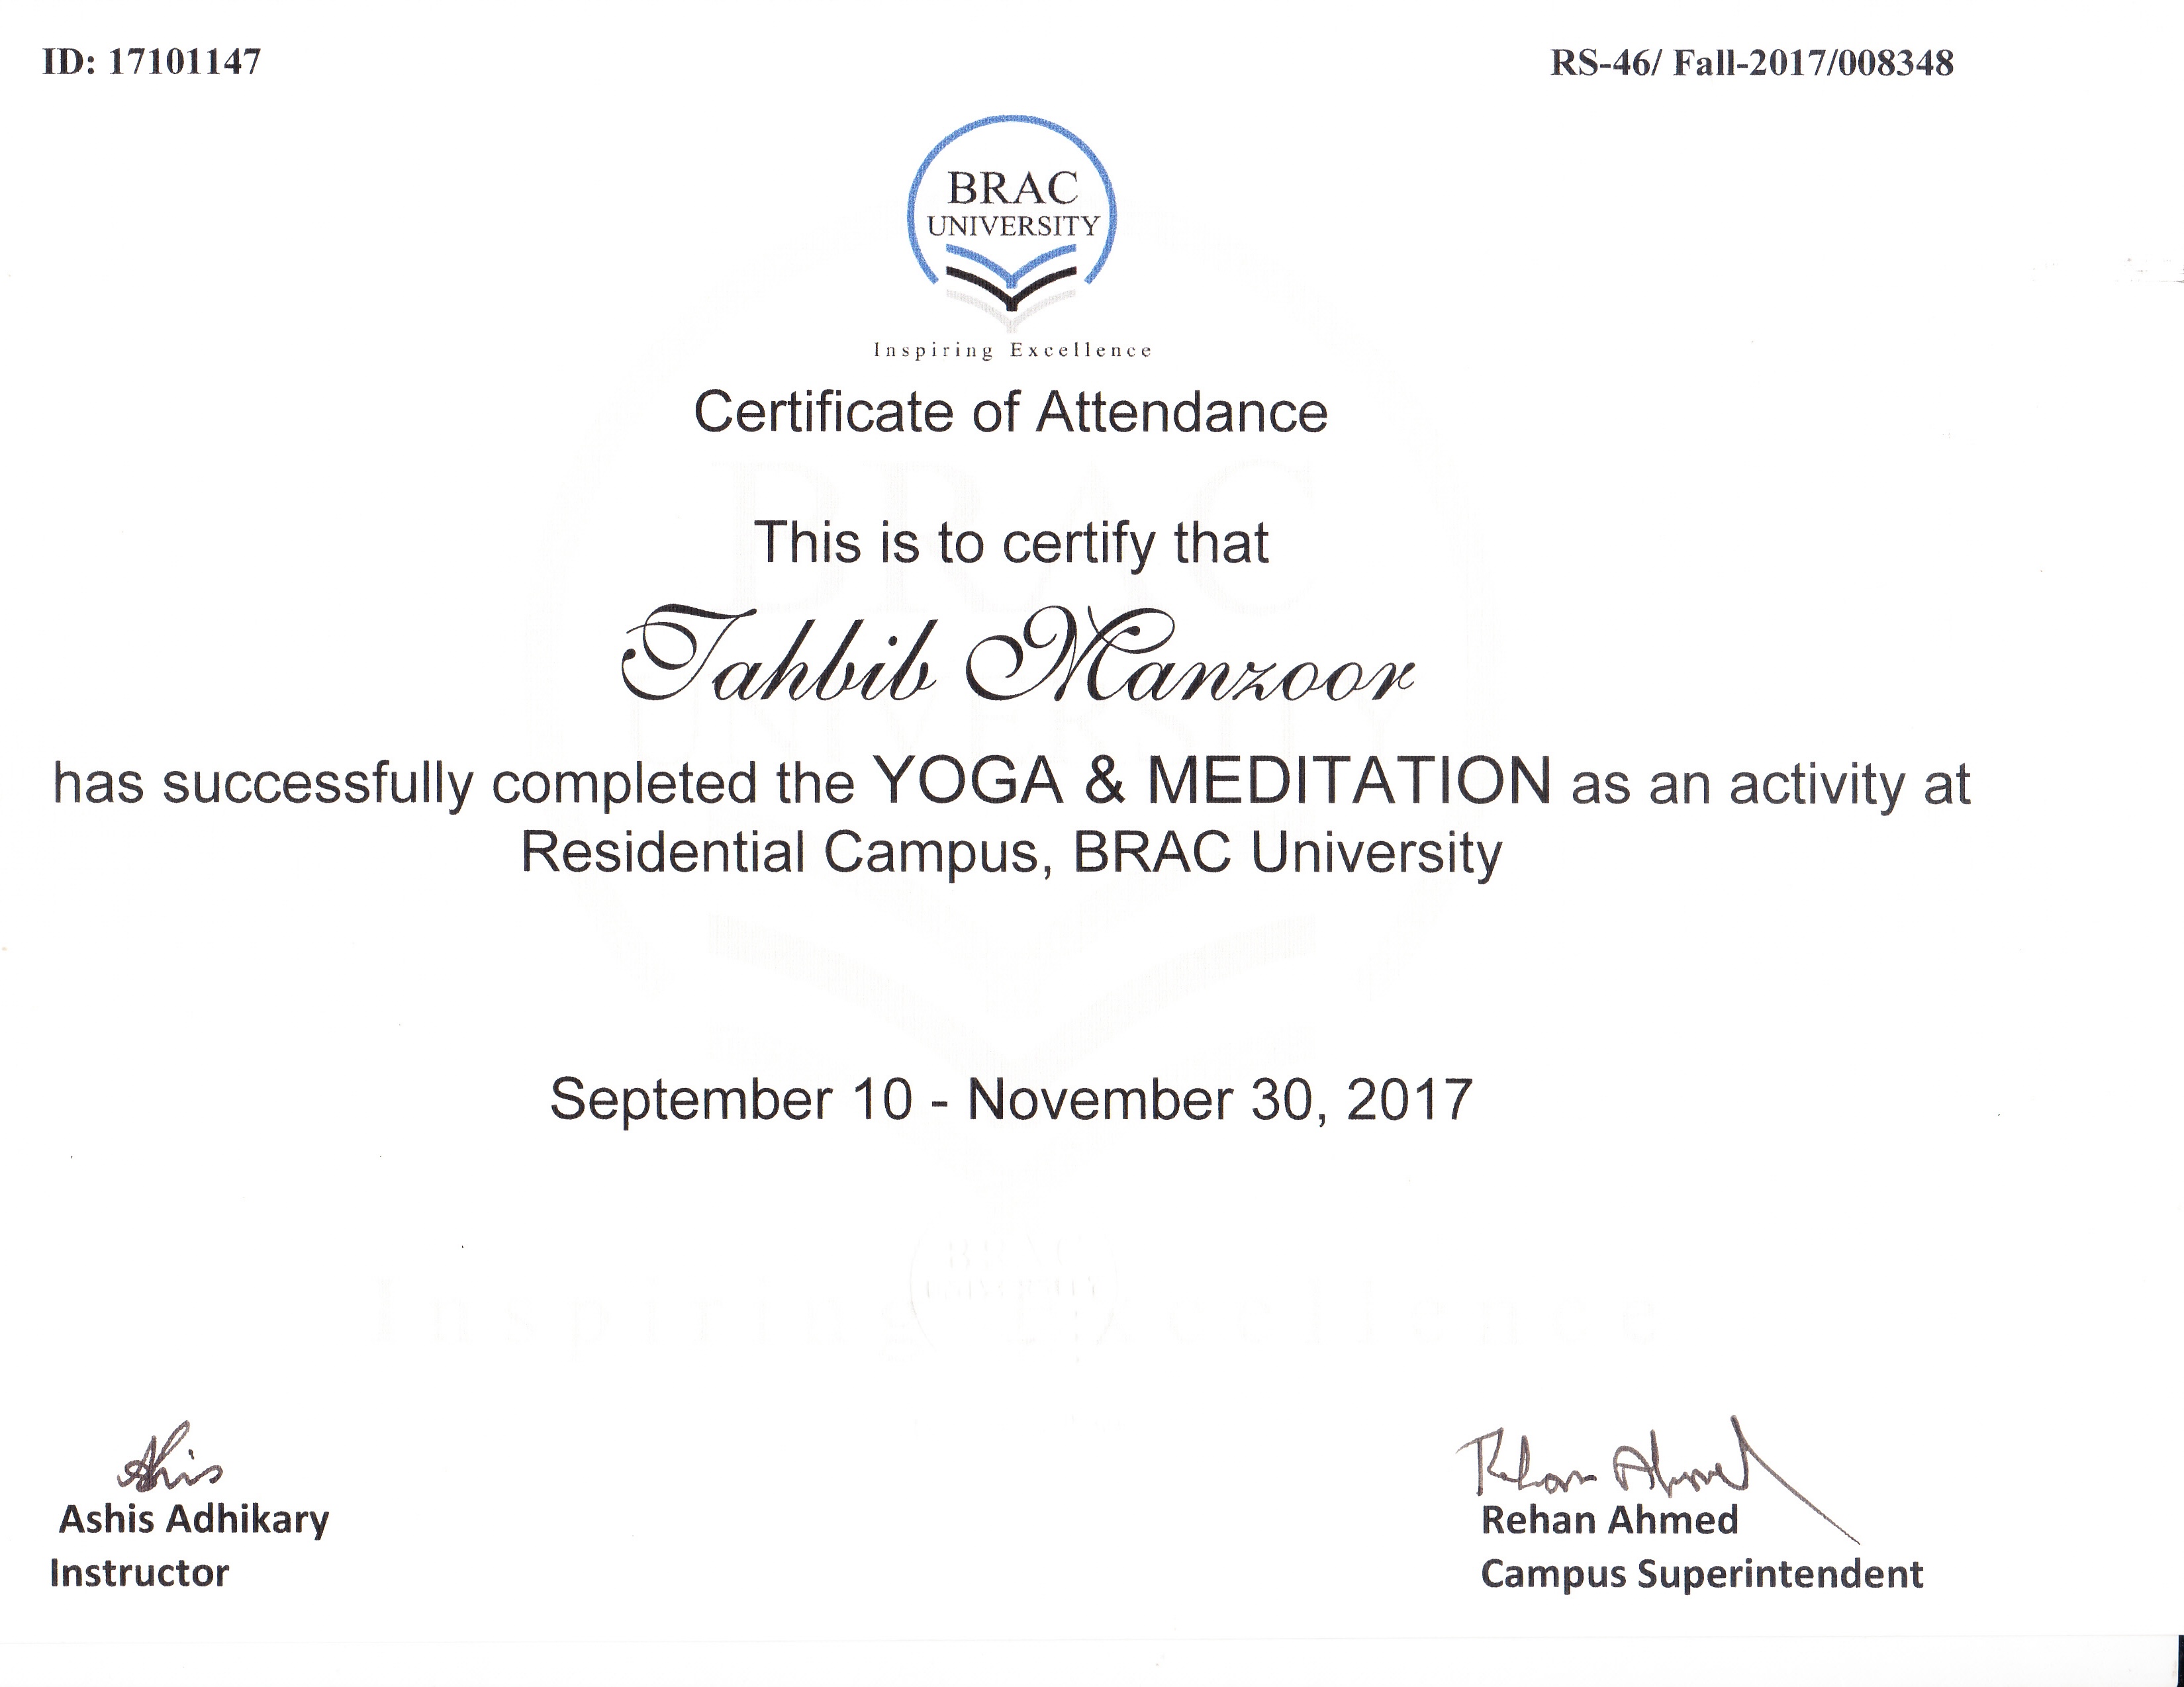 ID: 17101147
RS-46/ Fall-2017/008348
BRAC
UNIVERSITY
Inspiring Excellence
Certificate of Attendance
This is to certify that
Tahbib Manzoor
has successfully completed the YOGA & MEDITATION as an activity at
Residential Campus, BRAC University
September 10 - November 30, 2017
BRAC
UNIVERSITY
Inspiring Excellence
Ashis
Rehan Ahmed
Ashis Adhikary
Rehan Ahmed
Instructor
Campus Superintendent